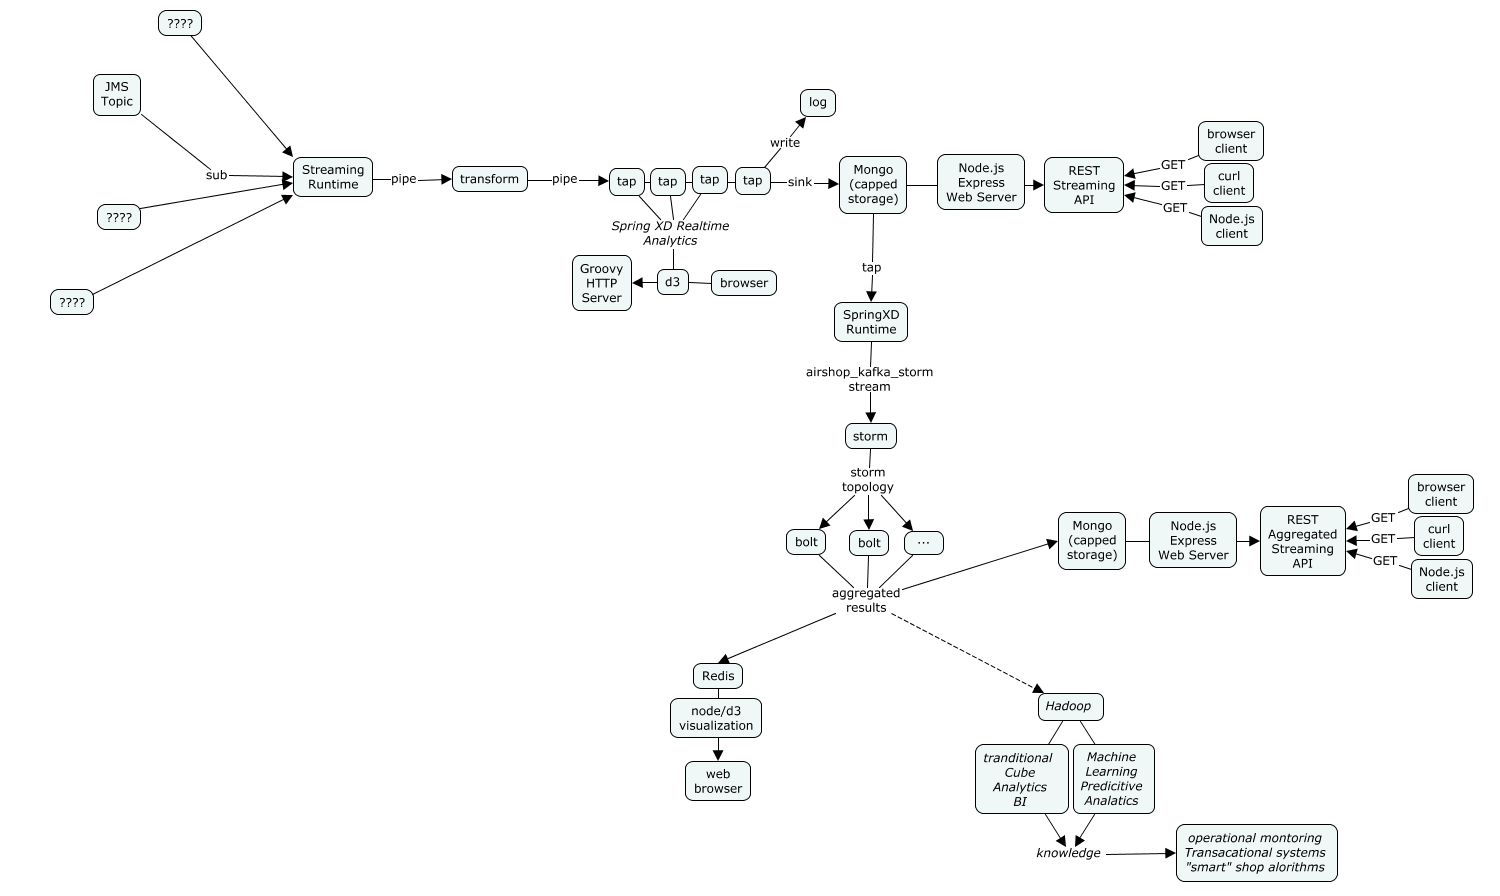 ????
JMS
Topic
sub
????
????
Streaming
Runtime
pipe
transform
pipe
tap
tap
tap
tap
write
log
sink
Spring XD Realtime
Analytics
Groovy
HTTP
Server
d3
browser
Mongo
(capped
storage)
Node.js
Express
Web Server
REST
Streaming
API
GET
GET
GET
browser
client
curl
client
Node.js
client
tap
SpringXD
Runtime
airshop_kafka_storm
stream
storm
storm
topology
bolt
bolt
...
aggregated
results
Mongo
(capped
storage)
Node.js
Express
Web Server
REST
Aggregated
Streaming
API
GET
GET
GET
browser
client
curl
client
Node.js
client
Redis
node/d3
visualization
web
browser
Hadoop
tranditional
Cube
Analytics
BI
Machine
Learning
Predicitive
Analatics
knowledge
operational montoring
Transacational systems
"smart" shop alorithms